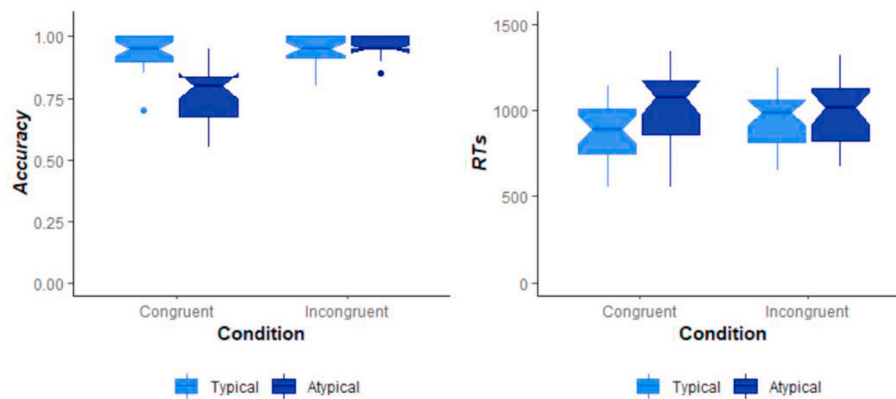 Accuracy
1.00
0.75
0.50
0.25
0.00
Congruent
Incongruent
Condition
Typical
Atypical
RTs
1500
1000
500
0
Congruent
Incongruent
Condition
Typical
Atypical